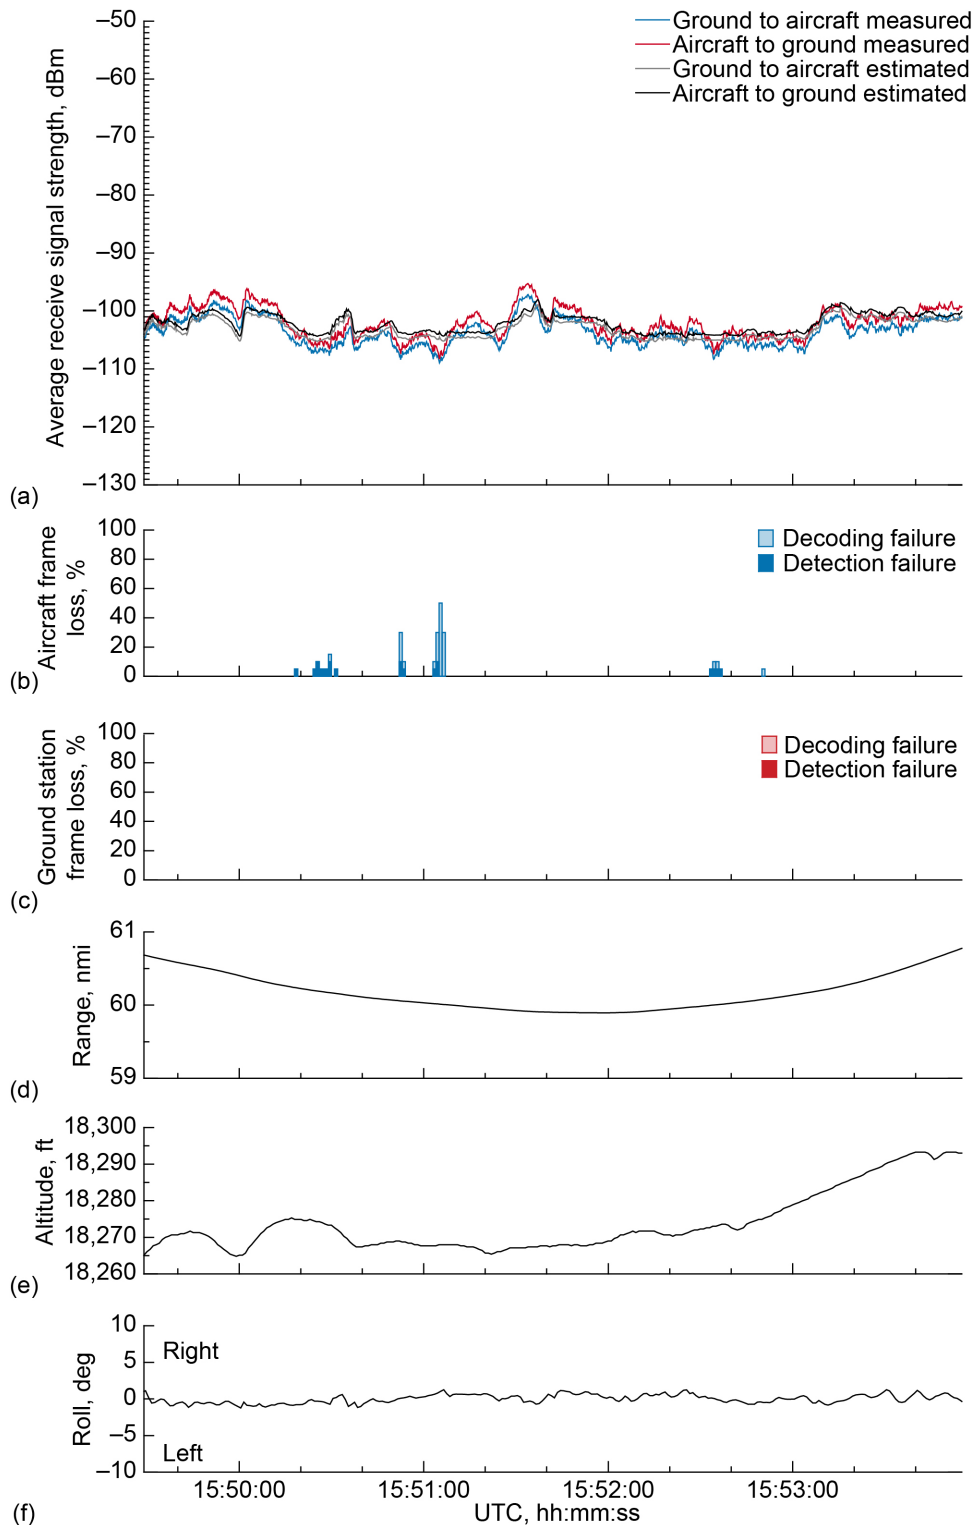 Ground to aircraft measured
Aircraft to ground measured
Ground to aircraft estimated
Aircraft to ground estimated
Average receive signal strength, dBm
–50
–60
–70
–80
–90
–100
–110
–120
–130
(a)
Aircraft frame
loss, %
100
80
60
40
20
0
Decoding failure
Detection failure
(b)
Ground station
frame loss, %
100
80
60
40
20
0
Decoding failure
Detection failure
(c)
Range, nmi
61
60
59
(d)
Altitude, ft
18,300
18,290
18,280
18,270
18,260
(e)
Roll, deg
10
5
0
–5
–10
Right
Left
15:50:00
15:51:00
15:52:00
15:53:00
UTC, hh:mm:ss
(f)